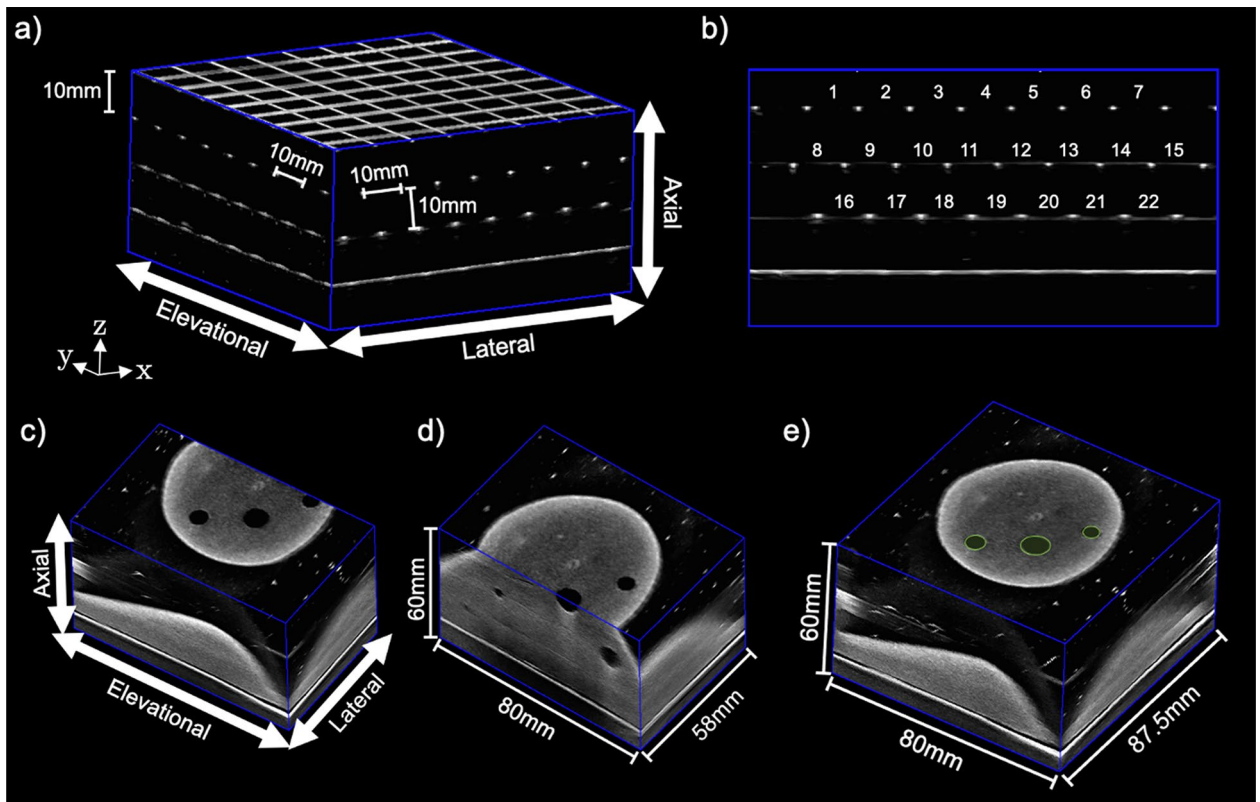 a)
10mm
10mm
10mm
10mm
Axial
Elevational
Lateral
z
y
x
b)
1 2 3 4 5 6 7
8 9 10 11 12 13 14 15
16 17 18 19 20 21 22
c)
Axial
Elevational
Lateral
d)
60mm
80mm
58mm
e)
60mm
80mm
87.5mm